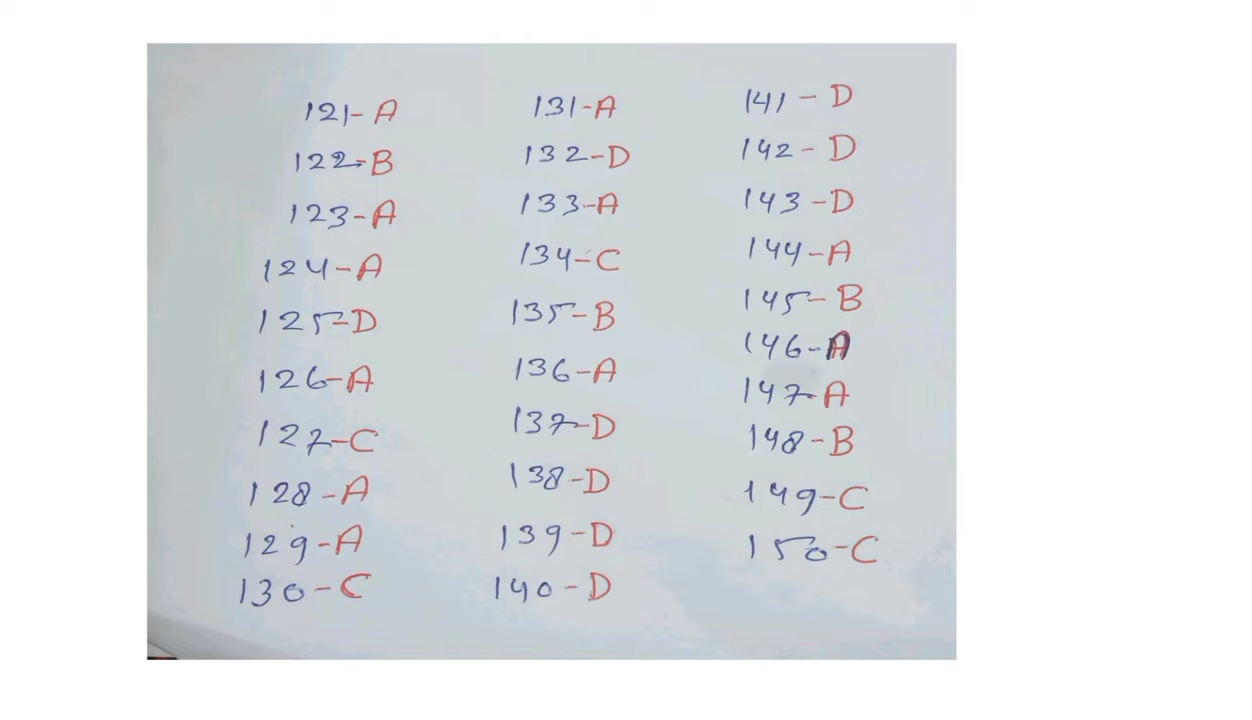 121-A
122-B
123-A
124-A
125-D
126-A
127-C
128-A
129-A
130-C
131-A
132-D
133-A
134-C
135-B
136-A
137-D
138-D
139-D
140-D
141-D
142-D
143-D
144-A
145-B
146-A
147-A
148-B
149-C
150-C